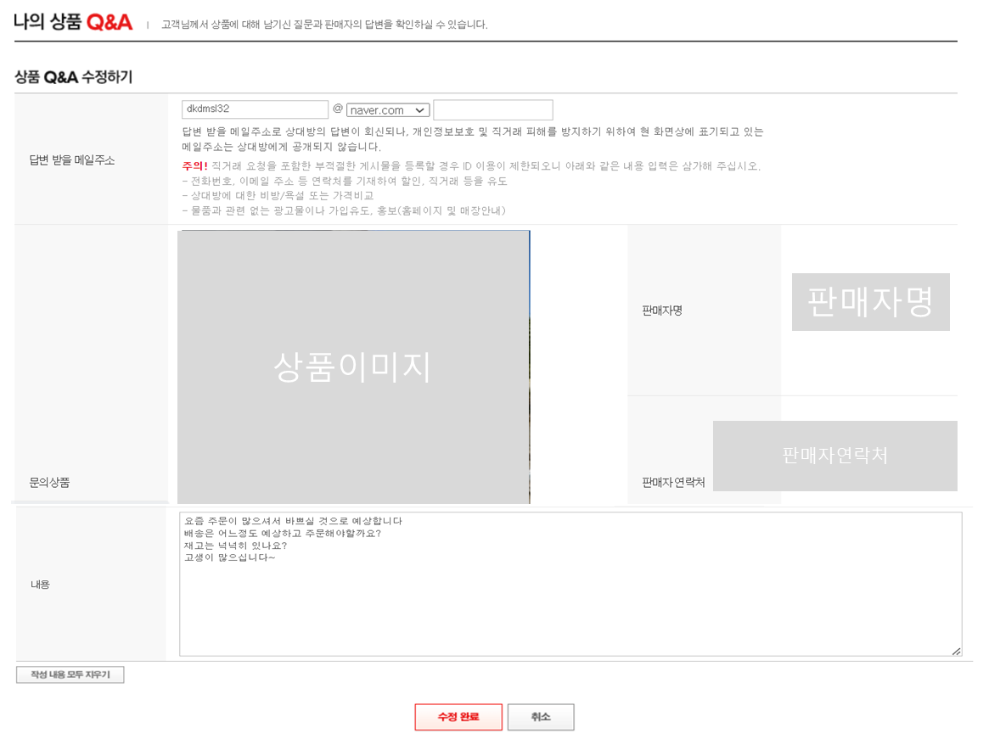 나의 상품 Q&A | 고객님께서 상품에 대해 남기신 질문과 판매자의 답변을 확인하실 수 있습니다.
상품 Q&A 수정하기
답변 받을 메일주소
dkdmsl32 @ naver.com
답변 받을 메일주소로 상대방의 답변이 회신되나, 개인정보보호 및 직거래 피해를 방지하기 위하여 현 화면상에 표기되고 있는
메일주소는 상대방에게 공개되지 않습니다.
주의! 직거래 요청을 포함한 부적절한 게시물을 등록할 경우 ID 이용이 제한되오니 아래와 같은 내용 입력은 삼가해 주십시오.
- 전화번호, 이메일 주소 등 연락처를 기재하여 할인, 직거래 등을 유도
- 상대방에 대한 비방/욕설 또는 가격비교
- 물품과 관련 없는 광고물이나 가입유도, 홍보(홈페이지 및 매장안내)
문의상품
상품이미지
판매자명
판매자명
판매자 연락처
판매자연락처
내용
요즘 주문이 많으셔서 바쁘실 것으로 예상합니다
배송은 어느정도 예상하고 주문해야할까요?
재고는 넉넉히 있나요?
고생이 많으십니다~
작성 내용 모두 지우기
수정 완료
취소